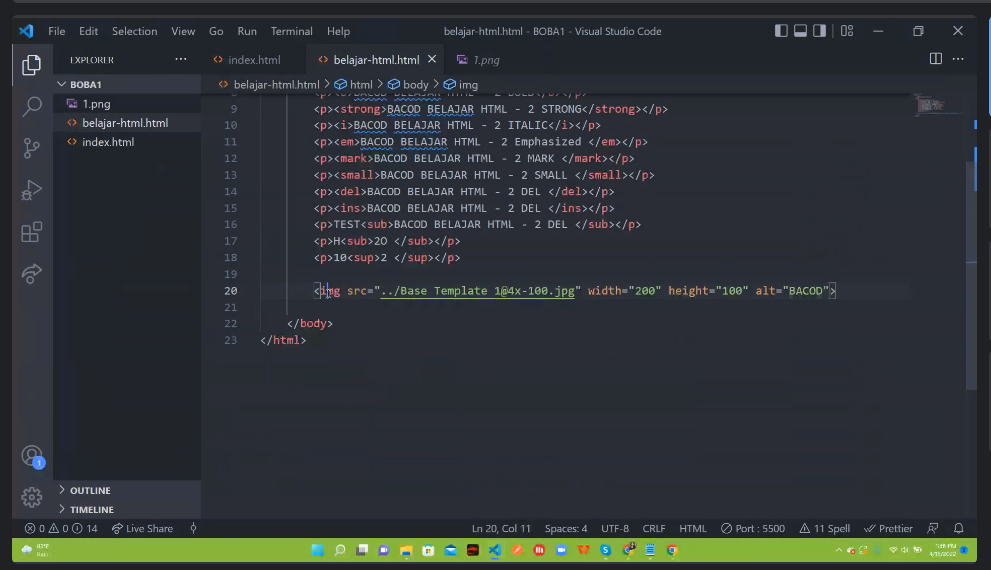 File Edit Selection View Go Run Terminal Help belajar-html.html - BOBA1 - Visual Studio Code
EXPLORER ...
<> index.html <> belajar-html.html × 1.png
BOBA1
1.png
<> belajar-html.html
<> index.html
<> belajar-html.html > html > body > img
9 <p><strong>BACOD BELAJAR HTML - 2 STRONG</strong></p>
10 <p><i>BACOD BELAJAR HTML - 2 ITALIC</i></p>
11 <p><em>BACOD BELAJAR HTML - 2 Emphasized </em></p>
12 <p><mark>BACOD BELAJAR HTML - 2 MARK </mark></p>
13 <p><small>BACOD BELAJAR HTML - 2 SMALL </small></p>
14 <p><del>BACOD BELAJAR HTML - 2 DEL </del></p>
15 <p><ins>BACOD BELAJAR HTML - 2 DEL </ins></p>
16 <p>TEST<sub>BACOD BELAJAR HTML - 2 DEL </sub></p>
17 <p>H<sub>2O </sub></p>
18 <p>10<sup>2 </sup></p>
19
20 <img src="../Base Template 1@4x-100.jpg" width="200" height="100" alt="BACOD">
21
22 </body>
23 </html>
1
> OUTLINE
> TIMELINE
0 0 14 Live Share Ln 20, Col 11 Spaces: 4 UTF-8 CRLF HTML Port : 5500 11 Spell Prettier